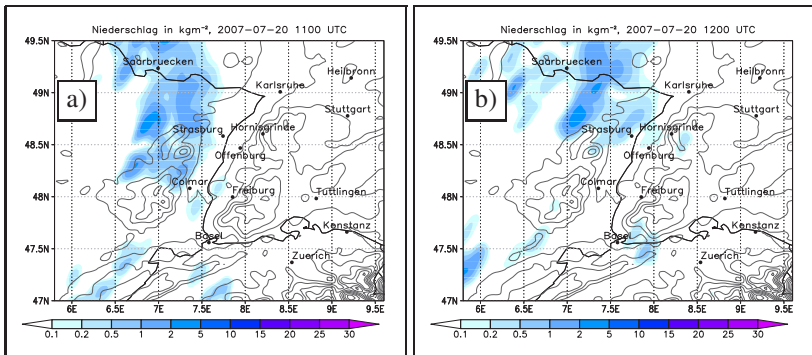 Niederschlag in kgm⁻², 2007-07-20 1100 UTC
49.5N
49N
48.5N
48N
47.5N
47N
a)
Saarbruecken
Karlsruhe
Heilbronn
Stuttgart
Strasburg
Hornisgrinde
Offenburg
Colmar
Freiburg
Tuttlingen
Basel
Konstanz
Zuerich
6E 6.5E 7E 7.5E 8E 8.5E 9E 9.5E
0.1 0.2 0.5 1 2 5 10 15 20 25 30
Niederschlag in kgm⁻², 2007-07-20 1200 UTC
49.5N
49N
48.5N
48N
47.5N
47N
b)
Saarbruecken
Karlsruhe
Heilbronn
Stuttgart
Strasburg
Hornisgrinde
Offenburg
Colmar
Freiburg
Tuttlingen
Basel
Konstanz
Zuerich
6E 6.5E 7E 7.5E 8E 8.5E 9E 9.5E
0.1 0.2 0.5 1 2 5 10 15 20 25 30